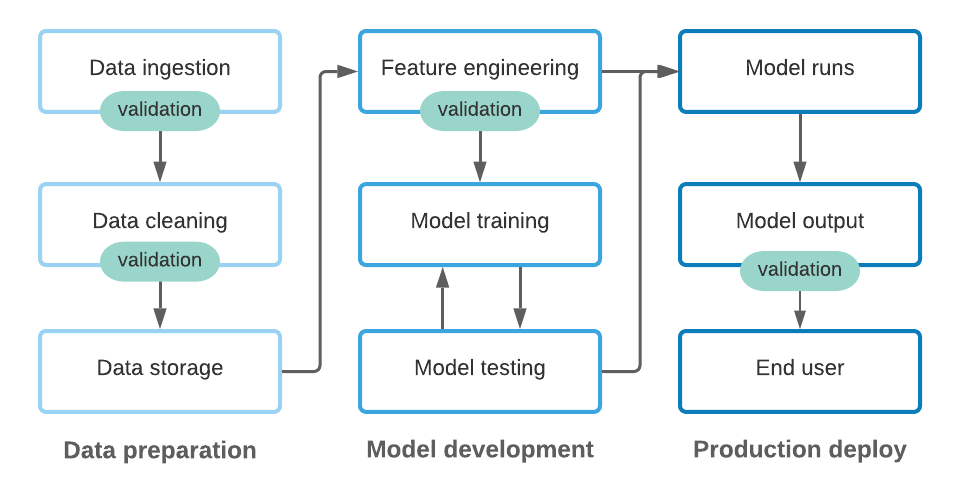 Data ingestion
validation
Data cleaning
validation
Data storage
Data preparation
Feature engineering
validation
Model training
Model testing
Model development
Model runs
Model output
validation
End user
Production deploy